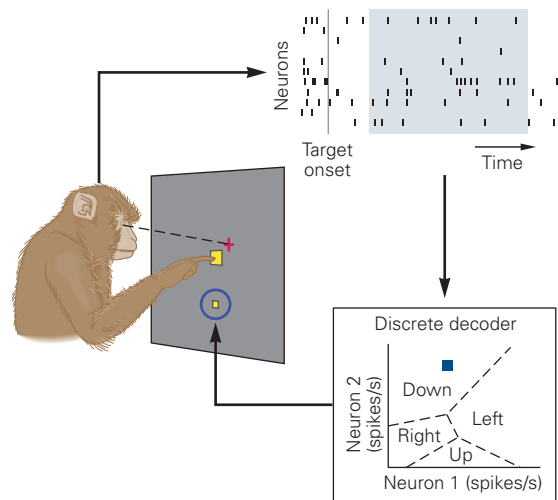 Neurons
Target
onset
Time
Discrete decoder
Neuron 2
(spikes/s)
Down
Left
Right
Up
Neuron 1 (spikes/s)